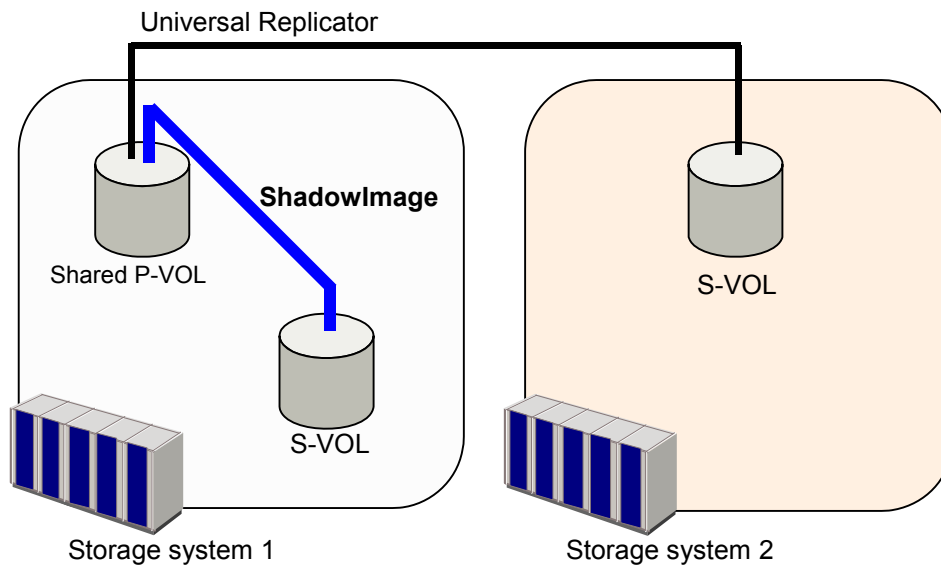 Universal Replicator
ShadowImage
Shared P-VOL
S-VOL
S-VOL
Storage system 1
Storage system 2